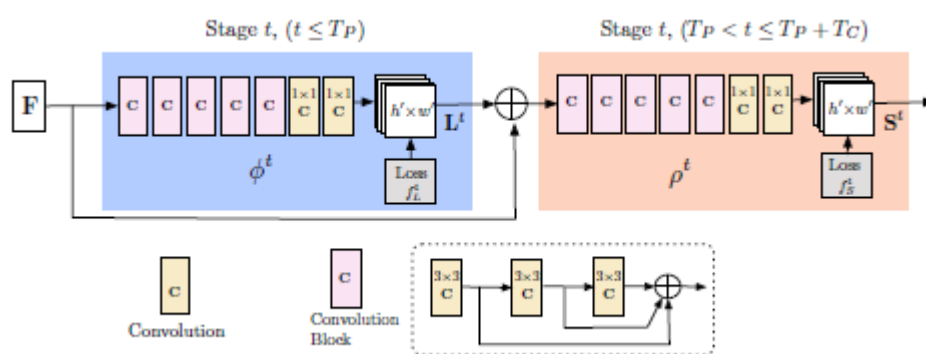 Stage t, (t ≤ T_P)
Stage t, (T_P < t ≤ T_P + T_C)
F
C C C C C 1×1 C 1×1 C
h′×w′
L^t
Loss f_L^t
ϕ^t
C C C C C 1×1 C 1×1 C
h′×w′
S^t
Loss f_S^t
ρ^t
C
Convolution
C
Convolution
Block
3×3 C 3×3 C 3×3 C